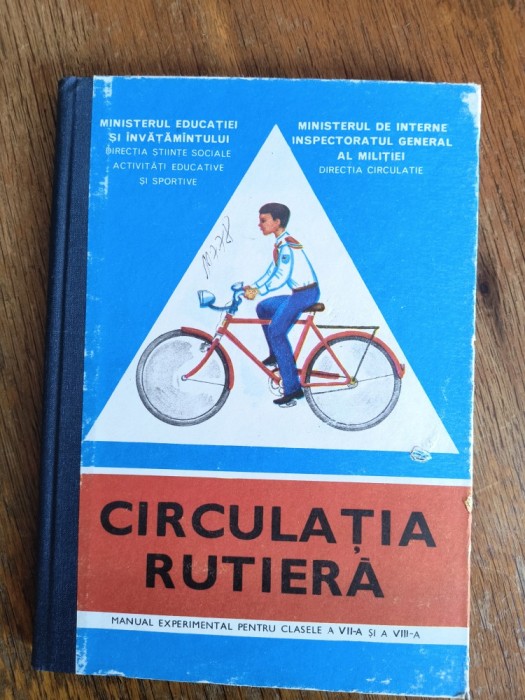 MINISTERUL EDUCAȚIEI
ȘI ÎNVĂȚĂMÎNTULUI
DIRECȚIA ȘTIINȚE SOCIALE
ACTIVITĂȚI EDUCATIVE
ȘI SPORTIVE
MINISTERUL DE INTERNE
INSPECTORATUL GENERAL
AL MILIȚIEI
DIRECȚIA CIRCULAȚIE
CIRCULAȚIA
RUTIERĂ
MANUAL EXPERIMENTAL PENTRU CLASELE A VII-A ȘI A VIII-A